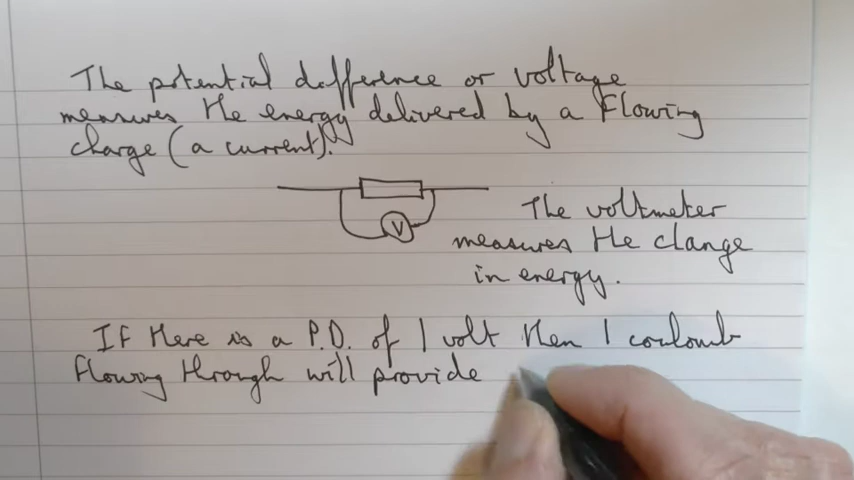 The potential difference or voltage
measures the energy delivered by a flowing
charge (a current).
V
The voltmeter
measures the change
in energy.
If there is a P.D. of 1 volt then 1 coulomb
flowing through will provide